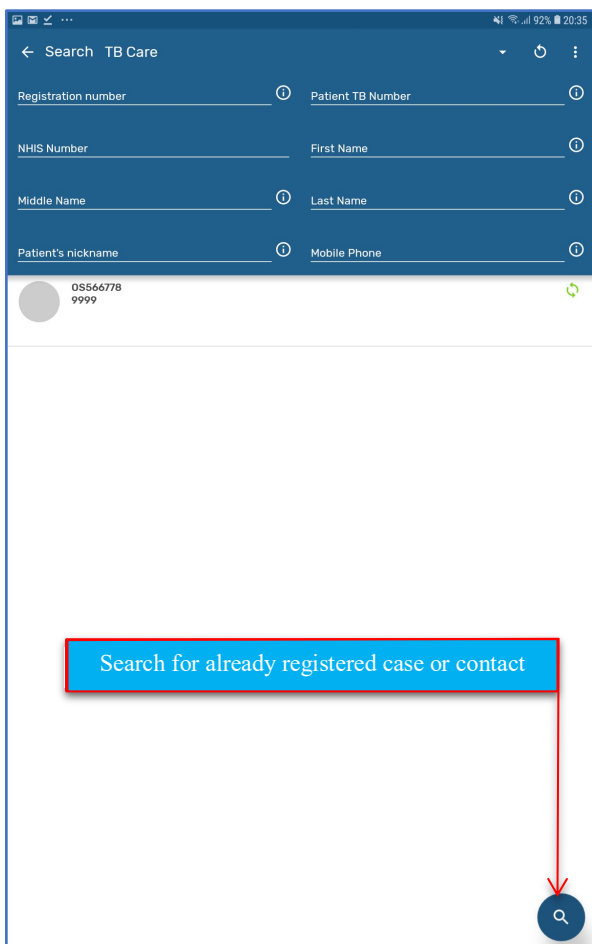 92% 20:35
Search TB Care
Registration number Patient TB Number
NHIS Number First Name
Middle Name Last Name
Patient's nickname Mobile Phone
OS566778
9999
Search for already registered case or contact